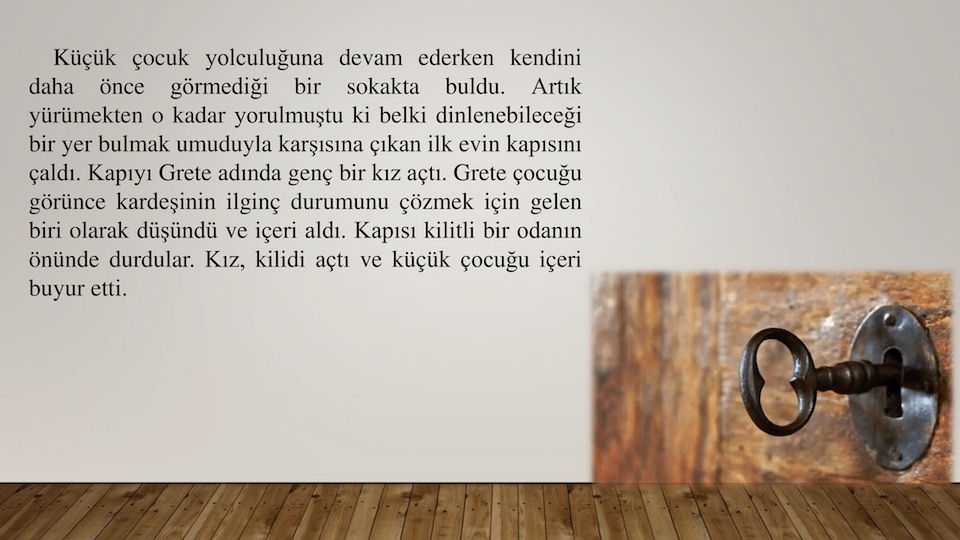 Küçük çocuk yolculuğuna devam ederken kendini
daha önce görmediği bir sokakta buldu. Artık
yürümekten o kadar yorulmuştu ki belki dinlenebileceği
bir yer bulmak umuduyla karşısına çıkan ilk evin kapısını
çaldı. Kapıyı Grete adında genç bir kız açtı. Grete çocuğu
görünce kardeşinin ilginç durumunu çözmek için gelen
biri olarak düşündü ve içeri aldı. Kapısı kilitli bir odanın
önünde durdular. Kız, kilidi açtı ve küçük çocuğu içeri
buyur etti.